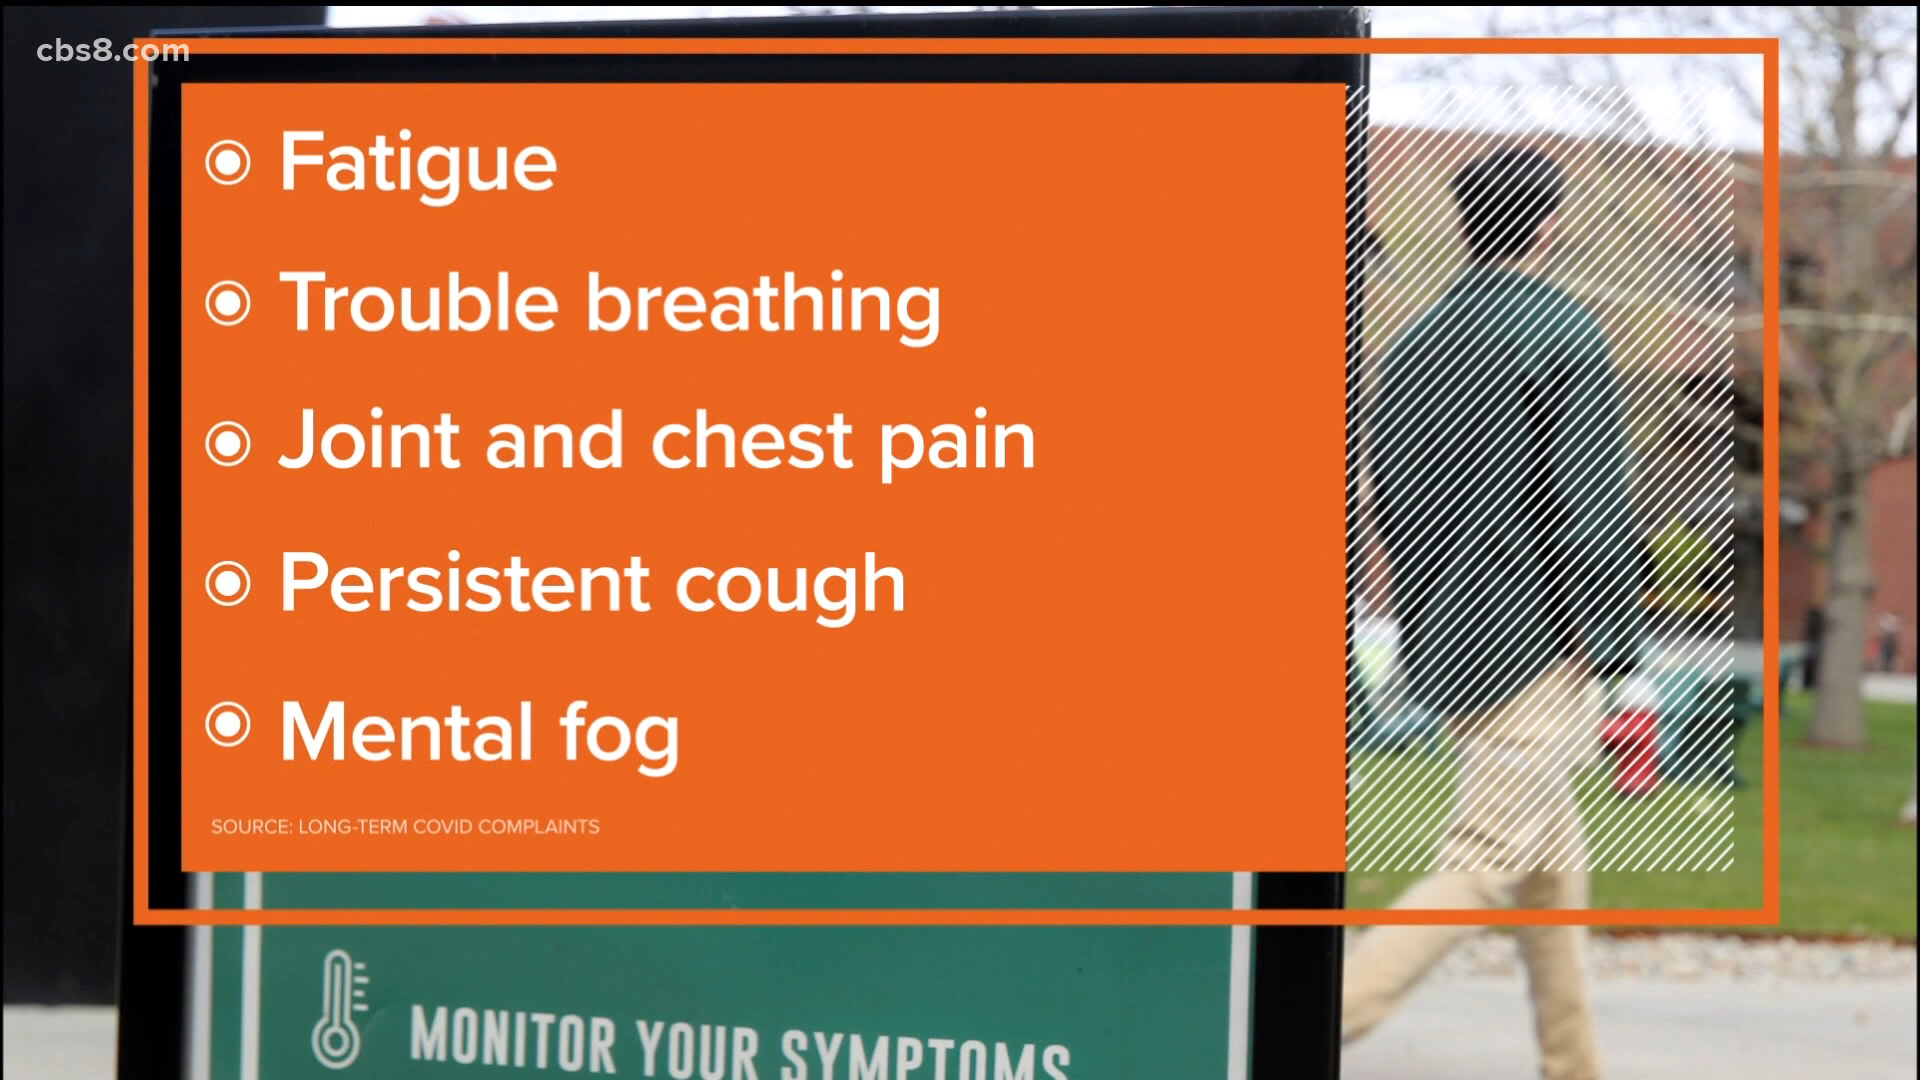 cbs8.com
Fatigue
Trouble breathing
Joint and chest pain
Persistent cough
Mental fog
SOURCE: LONG-TERM COVID COMPLAINTS
MONITOR YOUR SYMPTOMS